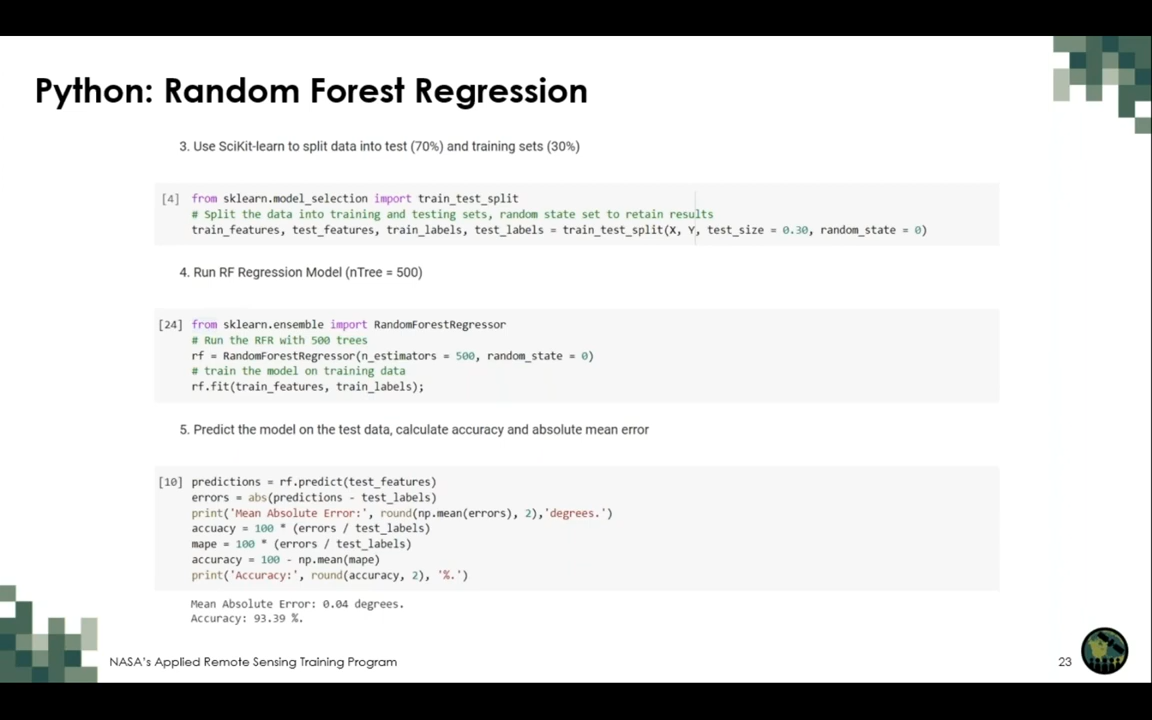 Python: Random Forest Regression
3. Use SciKit-learn to split data into test (70%) and training sets (30%)
[4] from sklearn.model_selection import train_test_split
# Split the data into training and testing sets, random state set to retain results
train_features, test_features, train_labels, test_labels = train_test_split(X, Y, test_size = 0.30, random_state = 0)
4. Run RF Regression Model (nTree = 500)
[24] from sklearn.ensemble import RandomForestRegressor
# Run the RFR with 500 trees
rf = RandomForestRegressor(n_estimators = 500, random_state = 0)
# train the model on training data
rf.fit(train_features, train_labels);
5. Predict the model on the test data, calculate accuracy and absolute mean error
[10] predictions = rf.predict(test_features)
errors = abs(predictions - test_labels)
print('Mean Absolute Error:', round(np.mean(errors), 2),'degrees.')
accuacy = 100 * (errors / test_labels)
mape = 100 * (errors / test_labels)
accuracy = 100 - np.mean(mape)
print('Accuracy:', round(accuracy, 2), '%.')
Mean Absolute Error: 0.04 degrees.
Accuracy: 93.39 %.
NASA's Applied Remote Sensing Training Program
23